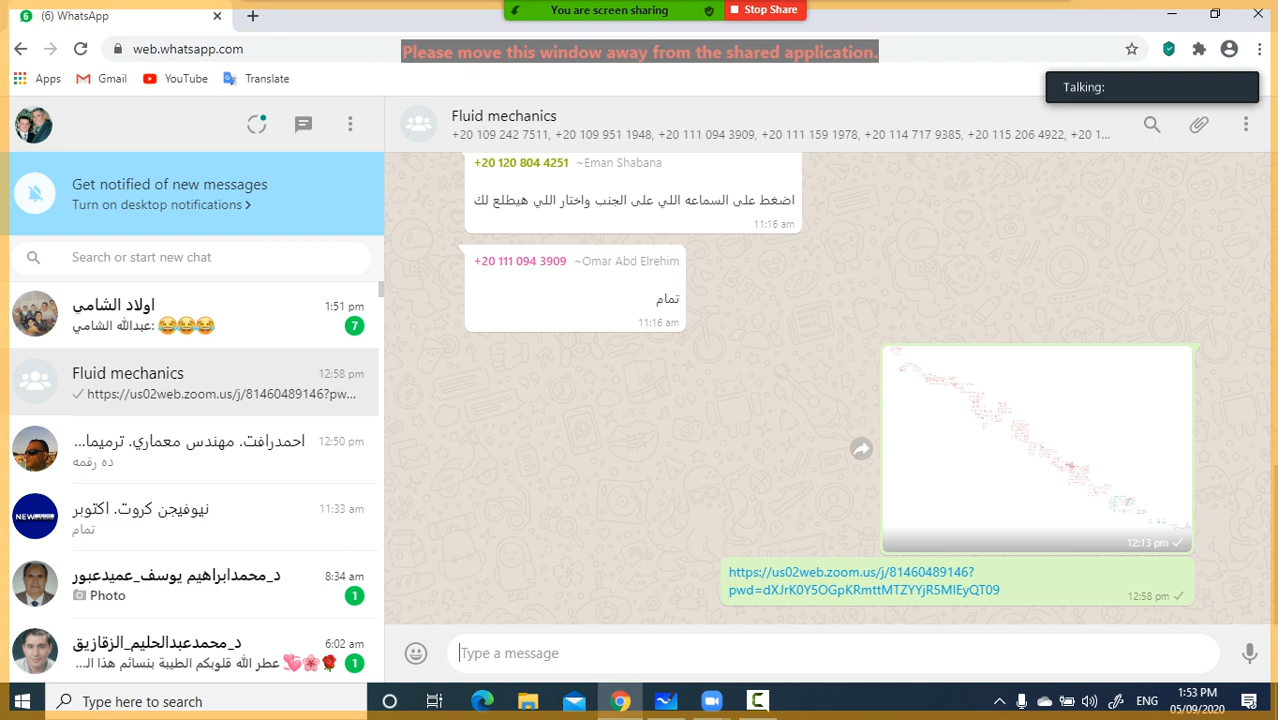 (6) WhatsApp
You are screen sharing
Stop Share
web.whatsapp.com
Please move this window away from the shared application.
Apps
Gmail
YouTube
Translate
Talking:
Get notified of new messages
Turn on desktop notifications >
Search or start new chat
اولاد الشامي
1:51 pm
عبدالله الشامي: 😂😂😂
7
Fluid mechanics
12:58 pm
https://us02web.zoom.us/j/81460489146?pw...
احمدرافت. مهندس معماري. ترميما...
12:50 pm
ده رقمه
نيوفيجن كروت. اكتوبر
11:33 am
تمام
د_محمدابراهيم يوسف_عميدعبور
8:34 am
Photo
1
د_محمدعبدالحليم_الزقازيق
6:02 am
عطر الله قلوبكم الطيبة بنسائم هذا ال...
1
Fluid mechanics
+20 109 242 7511, +20 109 951 1948, +20 111 094 3909, +20 111 159 1978, +20 114 717 9385, +20 115 206 4922, +20 1...
+20 120 804 4251 ~Eman Shabana
اضغط على السماعه اللي على الجنب واختار اللي هيطلع لك
11:16 am
+20 111 094 3909 ~Omar Abd Elrehim
تمام
11:16 am
12:13 pm
https://us02web.zoom.us/j/81460489146?
pwd=dXJrK0Y5OGpKRmttMTZYYjR5MlEyQT09
12:58 pm
Type a message
Type here to search
ENG
1:53 PM
05/09/2020